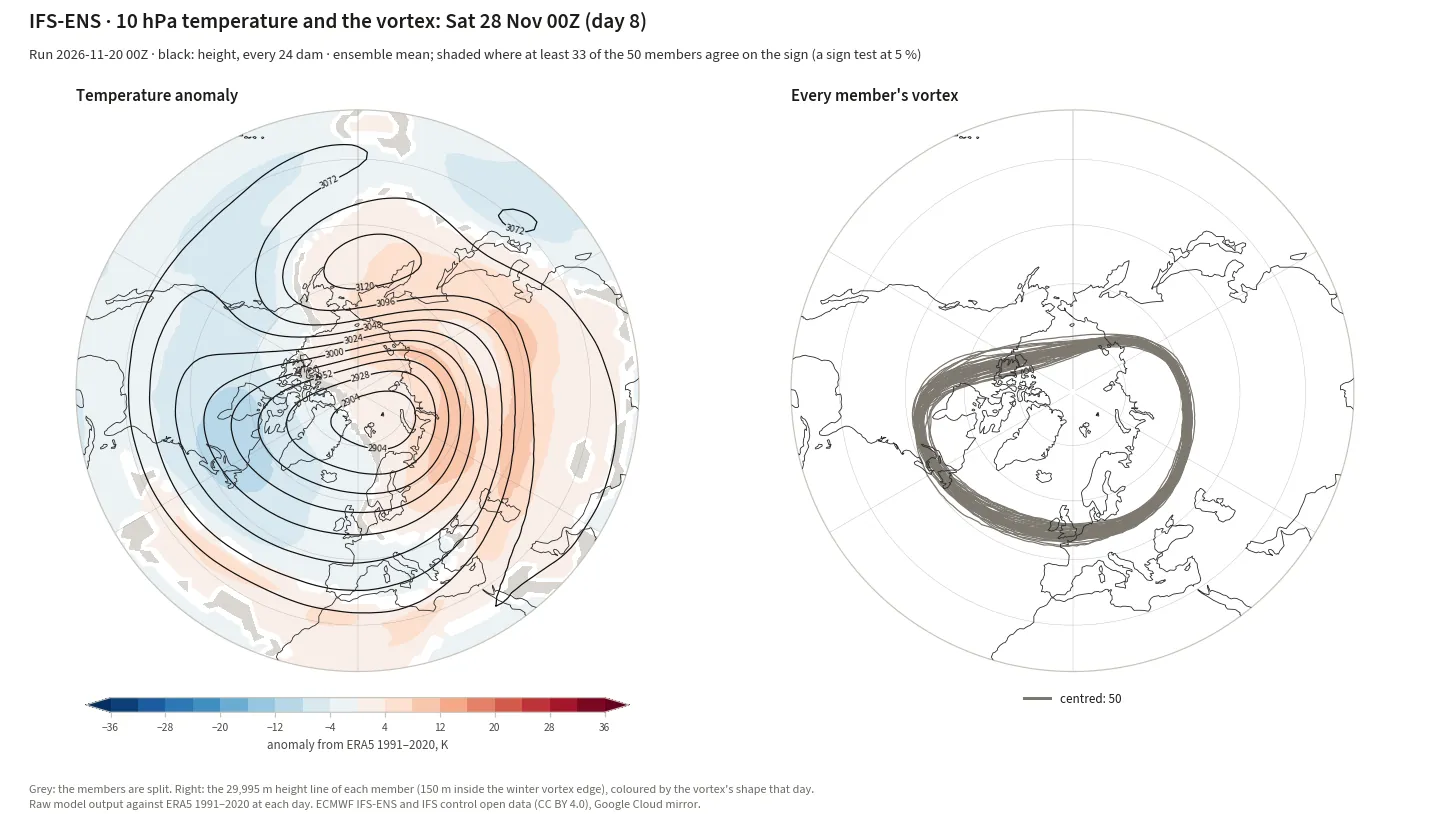 IFS-ENS · 10 hPa temperature and the vortex: Sat 28 Nov 00Z (day 8)
Run 2026-11-20 00Z · black: height, every 24 dam · ensemble mean; shaded where at least 33 of the 50 members agree on the sign (a sign test at 5 %)
Temperature anomaly
Every member's vortex
3072
3072
3120
3096
3048
3024
3000
2952
2928
2904
2904
centred: 50
−36 −28 −20 −12 −4 4 12 20 28 36
anomaly from ERA5 1991–2020, K
Grey: the members are split. Right: the 29,995 m height line of each member (150 m inside the winter vortex edge), coloured by the vortex's shape that day.
Raw model output against ERA5 1991–2020 at each day. ECMWF IFS-ENS and IFS control open data (CC BY 4.0), Google Cloud mirror.